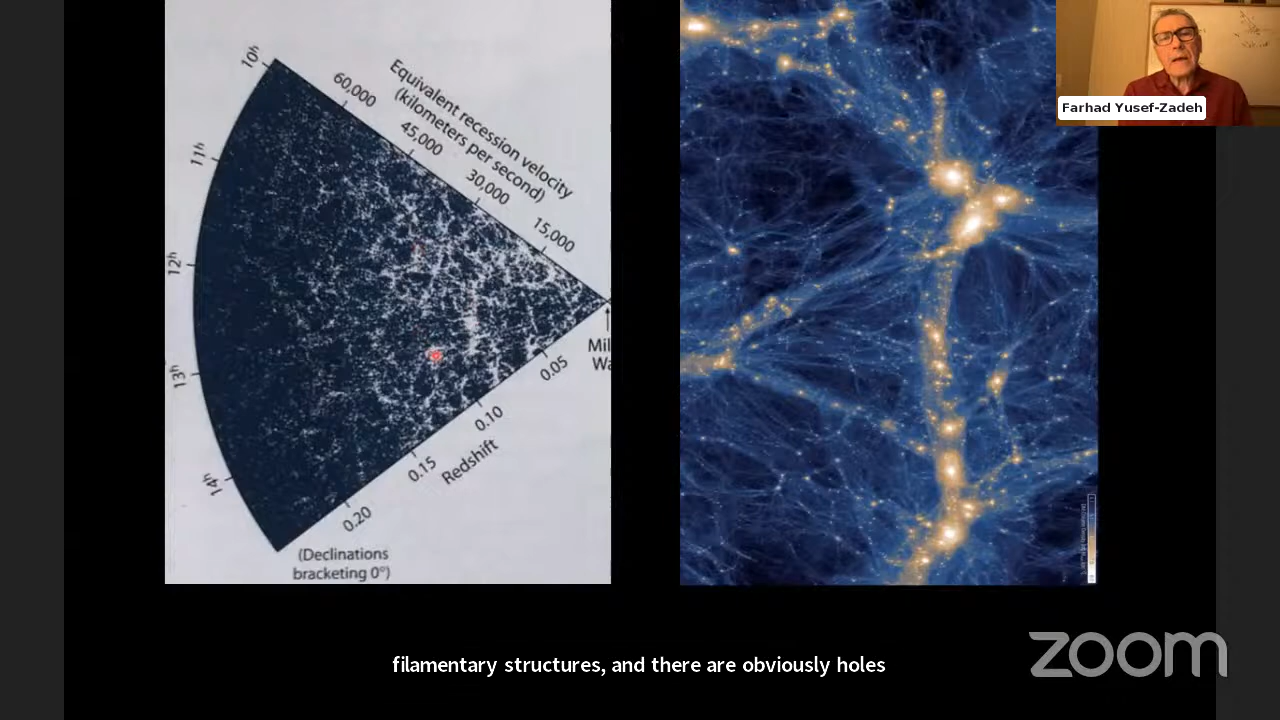 10ʰ
11ʰ
12ʰ
13ʰ
14ʰ
Equivalent recession velocity
(kilometers per second)
60,000
45,000
30,000
15,000
Mil
Wa
0.05
0.10
0.15
0.20
Redshift
(Declinations
bracketing 0°)
Farhad Yusef-Zadeh
filamentary structures, and there are obviously holes
zoom